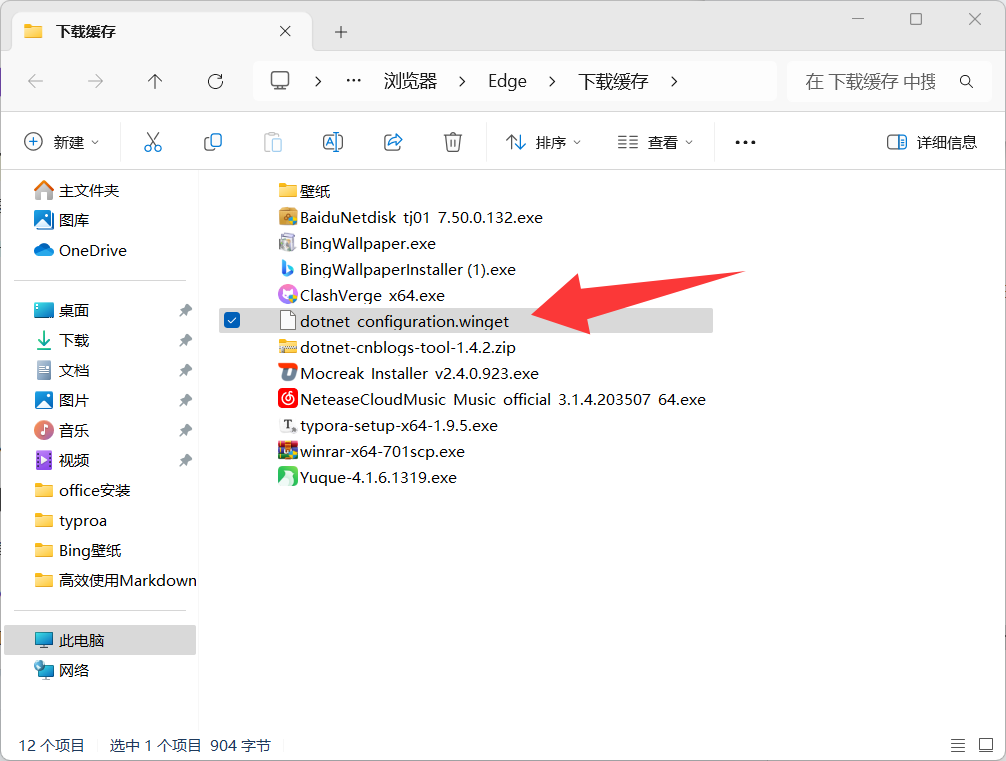 下载缓存
浏览器 Edge 下载缓存 在 下载缓存 中搜
新建 排序 查看 详细信息
主文件夹
图库
OneDrive
桌面
下载
文档
图片
音乐
视频
office安装
typroa
Bing壁纸
高效使用Markdown
此电脑
网络
壁纸
BaiduNetdisk_tj01_7.50.0.132.exe
BingWallpaper.exe
BingWallpaperInstaller (1).exe
ClashVerge_x64.exe
dotnet_configuration.winget
dotnet-cnblogs-tool-1.4.2.zip
Mocreak_Installer_v2.4.0.923.exe
NeteaseCloudMusic_Music_official_3.1.4.203507_64.exe
typora-setup-x64-1.9.5.exe
winrar-x64-701scp.exe
Yuque-4.1.6.1319.exe
12 个项目 选中 1 个项目 904 字节